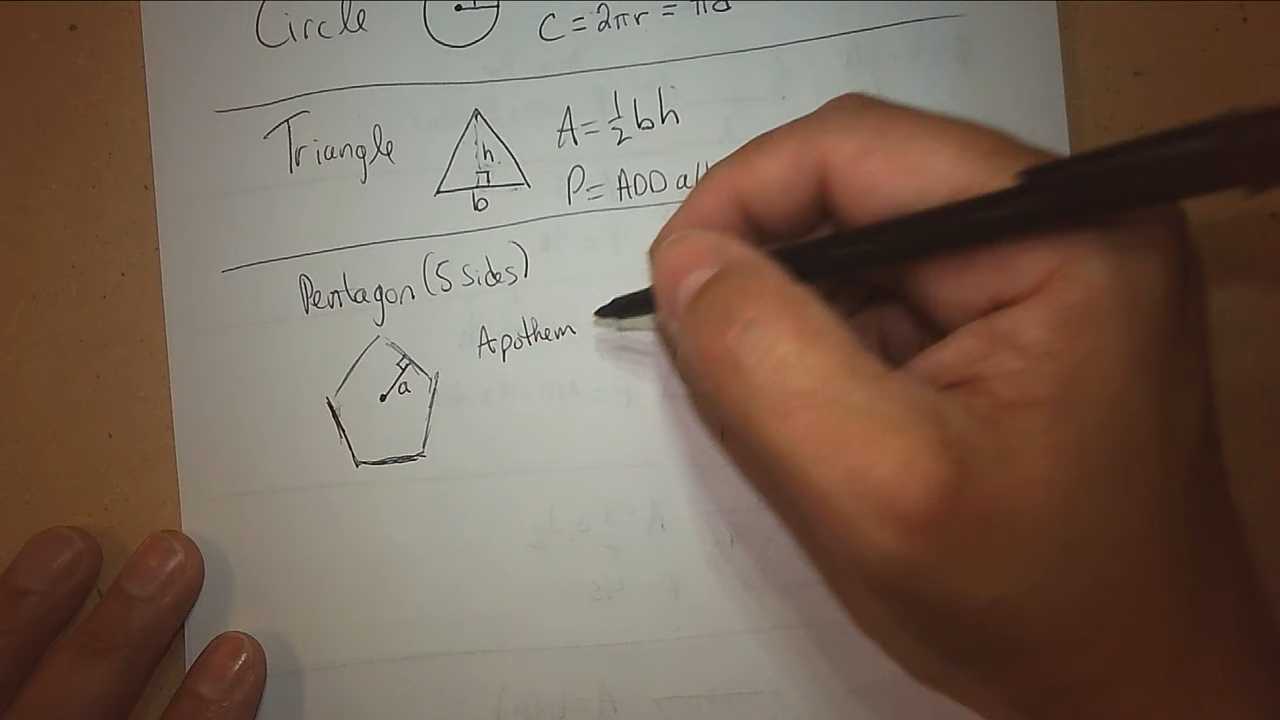 Circle
C = 2πr = πd
Triangle
h
b
A = ½bh
P = ADD all
Pentagon (5 sides)
Apothem
a